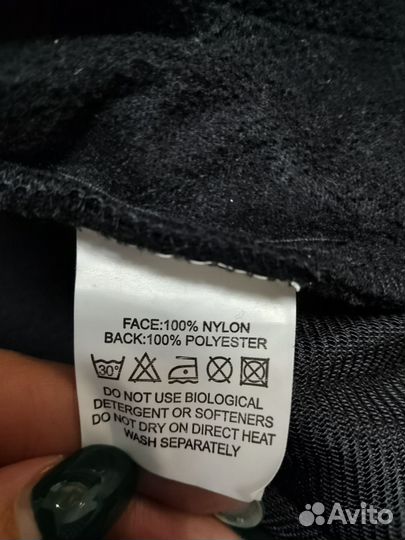 FACE:100% NYLON
BACK:100% POLYESTER
30°
DO NOT USE BIOLOGICAL
DETERGENT OR SOFTENERS
DO NOT DRY ON DIRECT HEAT
WASH SEPARATELY
Avito